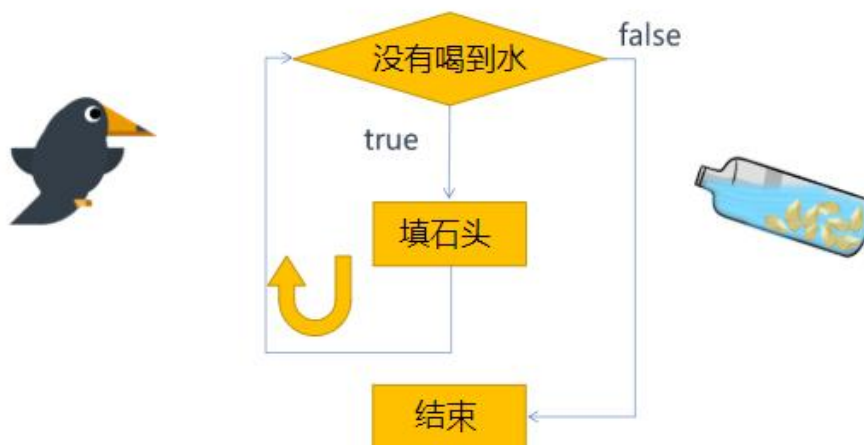 没有喝到水
false
true
填石头
结束